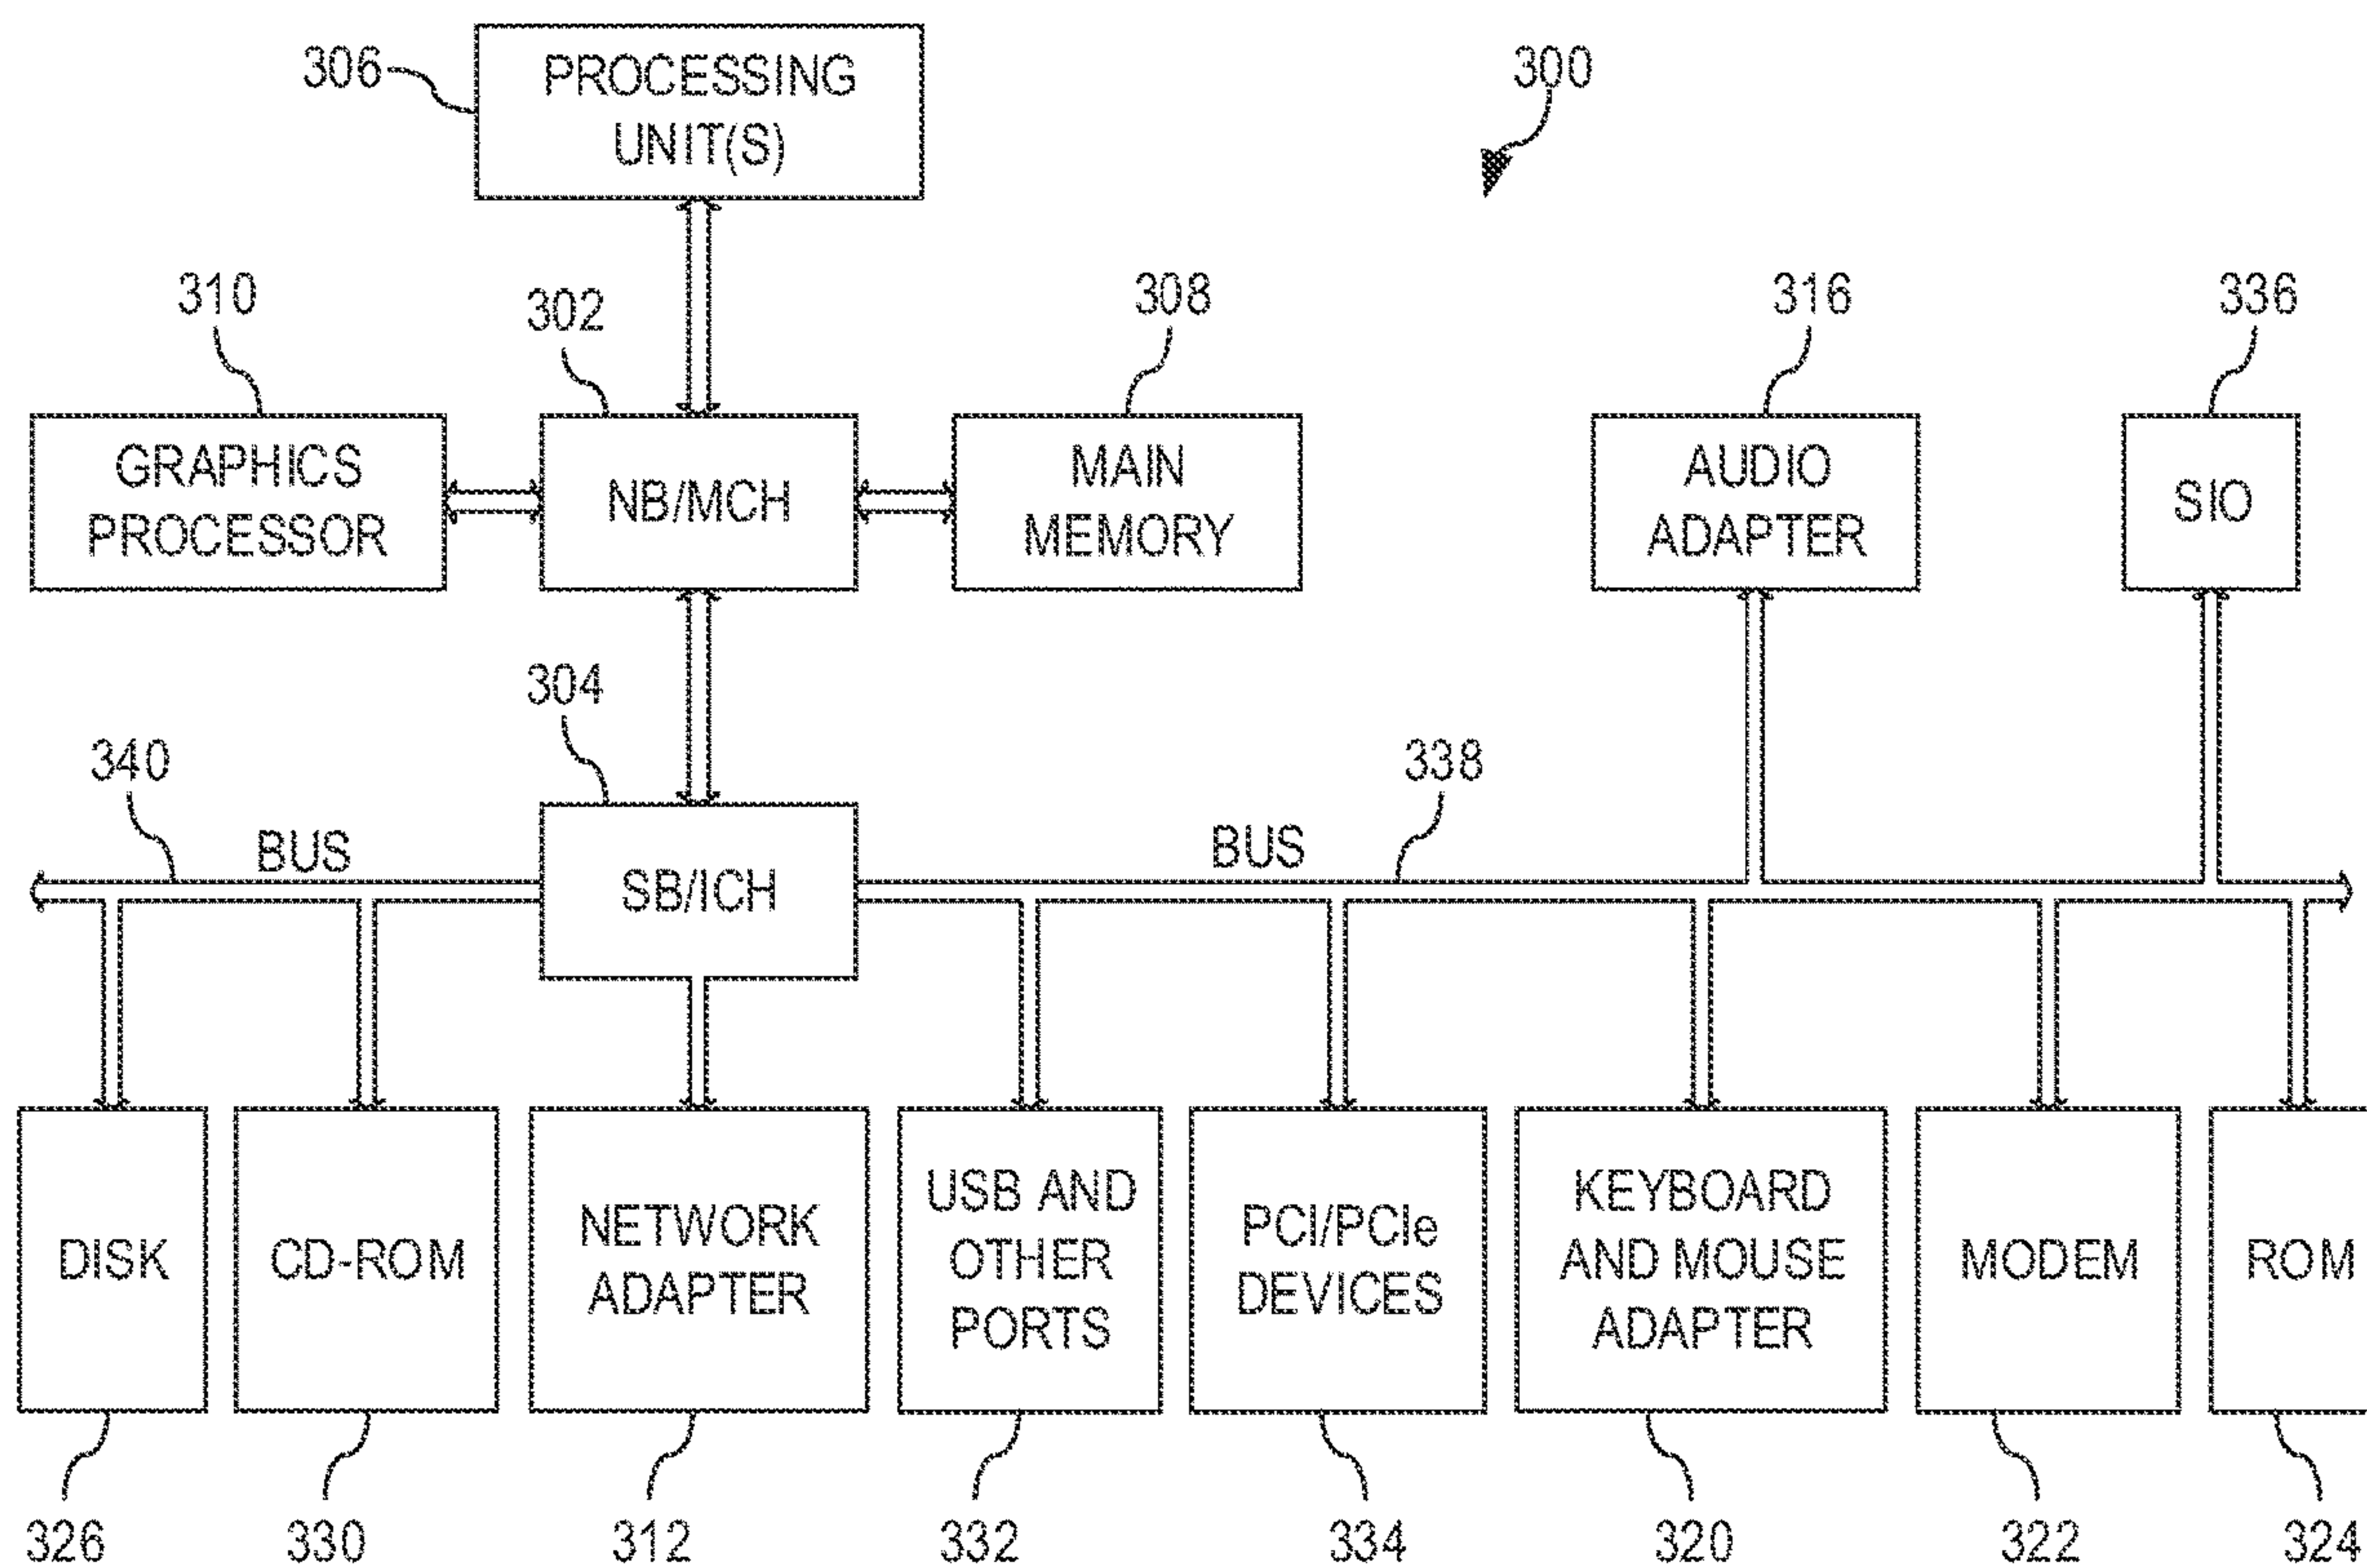 306
PROCESSING
UNIT(S)
300
310
302
308
316
336
GRAPHICS
PROCESSOR
NB/MCH
MAIN
MEMORY
AUDIO
ADAPTER
SIO
304
340
338
BUS
SB/ICH
BUS
DISK
CD-ROM
NETWORK
ADAPTER
USB AND
OTHER
PORTS
PCI/PCIe
DEVICES
KEYBOARD
AND MOUSE
ADAPTER
MODEM
ROM
326
330
312
332
334
320
322
324